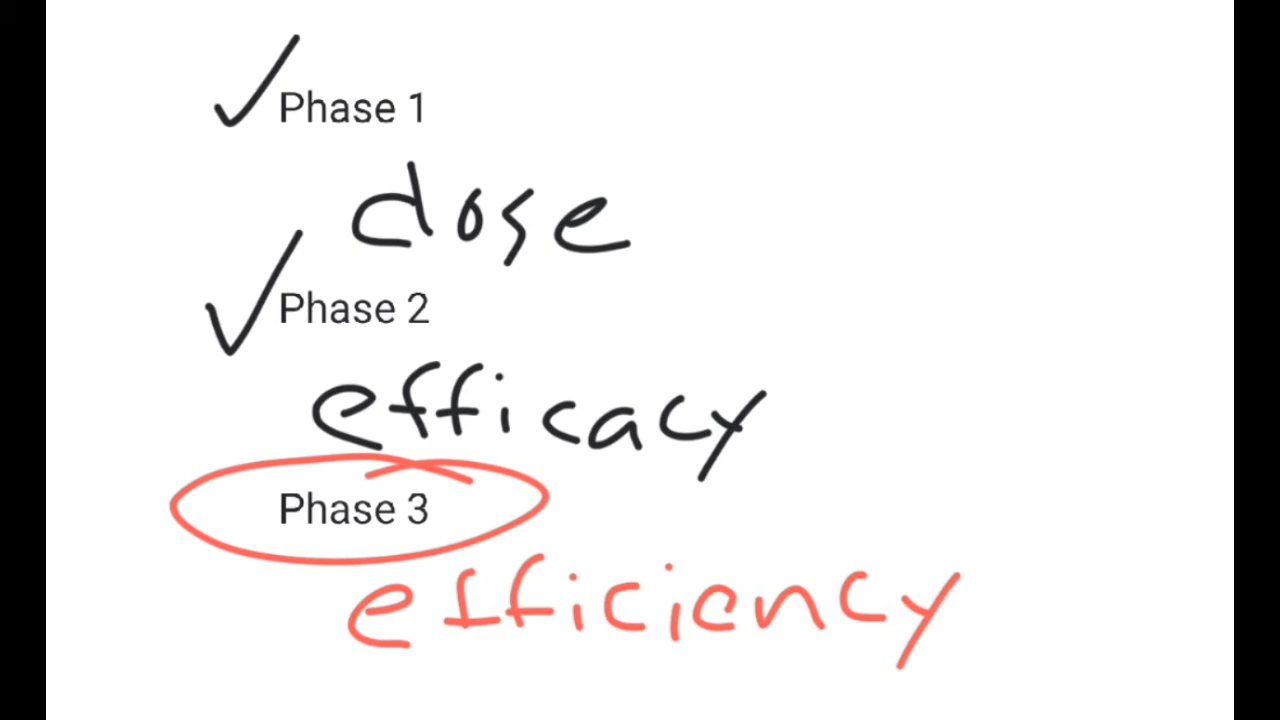 Phase 1
dose
Phase 2
efficacy
Phase 3
efficiency